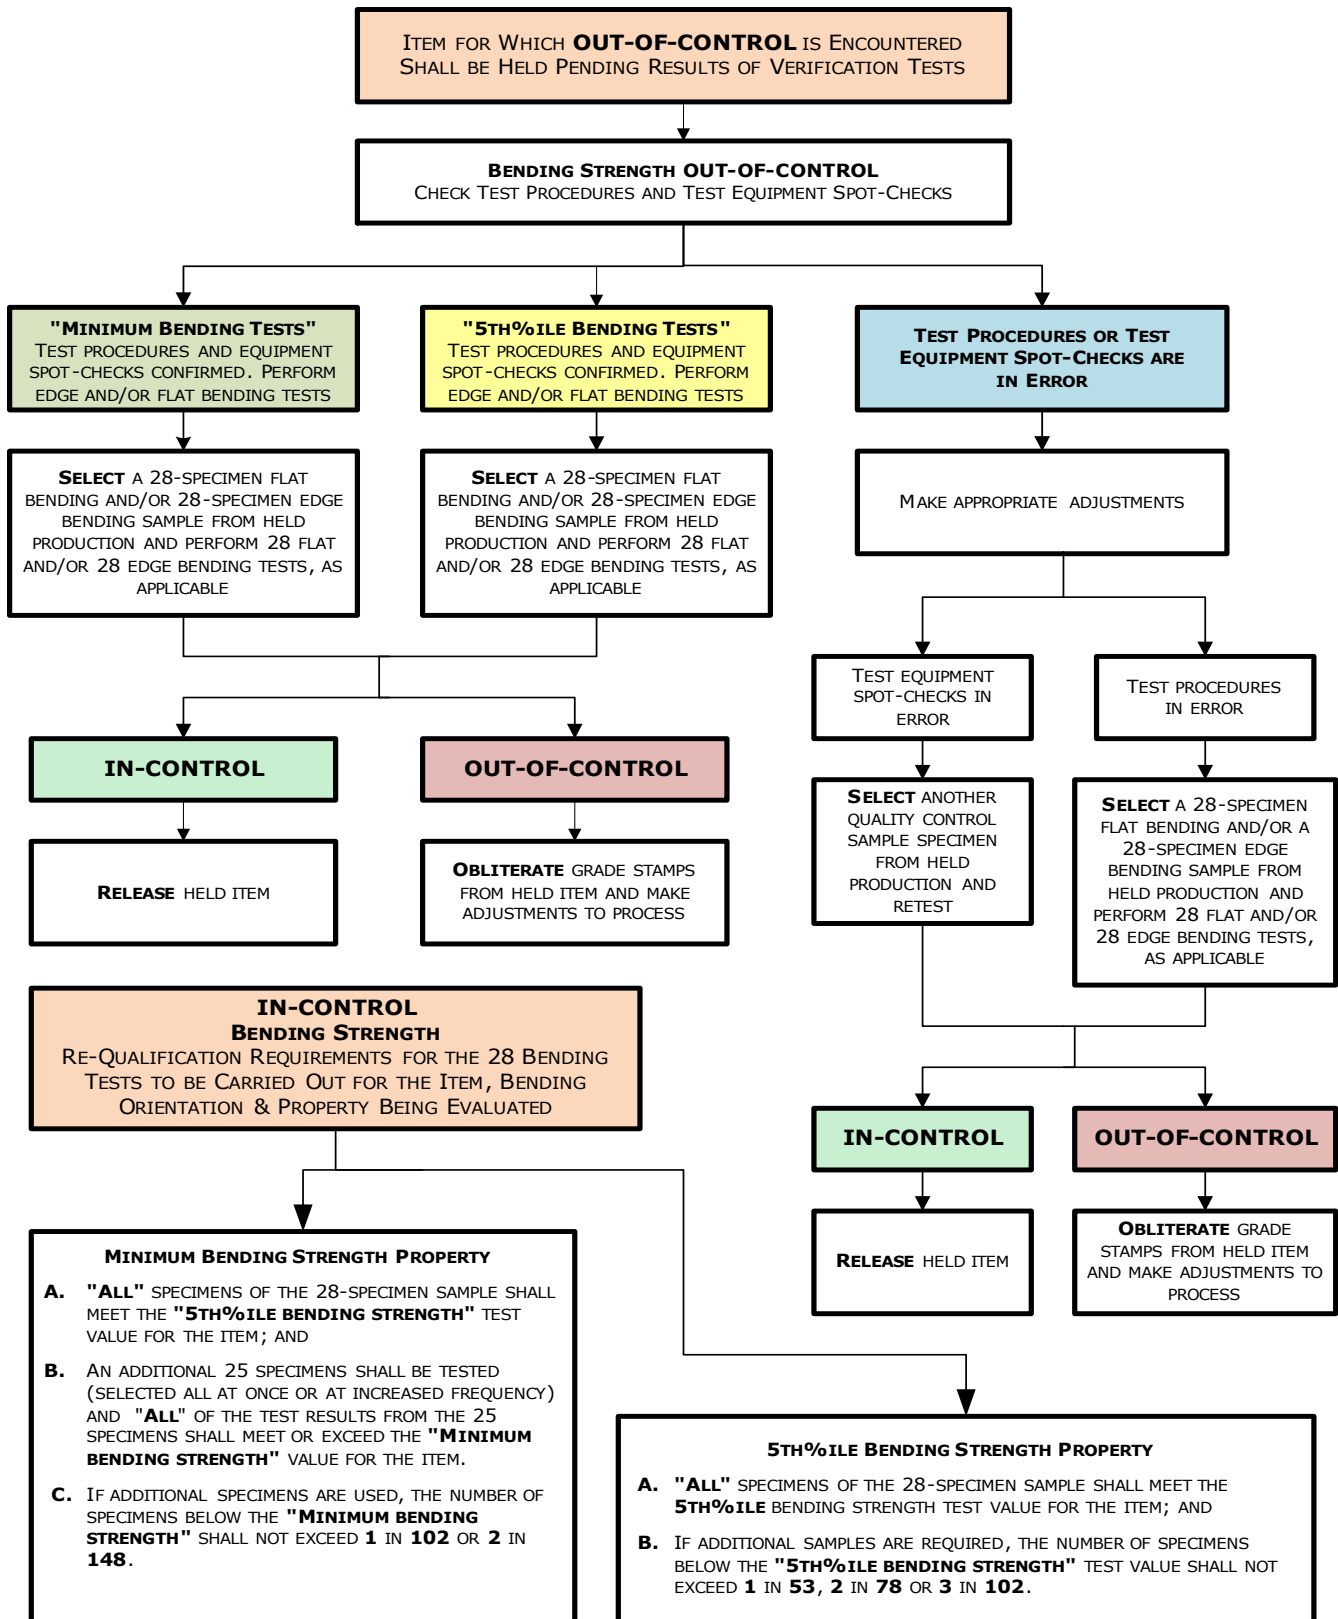 ITEM FOR WHICH OUT-OF-CONTROL IS ENCOUNTERED
SHALL BE HELD PENDING RESULTS OF VERIFICATION TESTS
BENDING STRENGTH OUT-OF-CONTROL
CHECK TEST PROCEDURES AND TEST EQUIPMENT SPOT-CHECKS
"MINIMUM BENDING TESTS"
TEST PROCEDURES AND EQUIPMENT
SPOT-CHECKS CONFIRMED. PERFORM
EDGE AND/OR FLAT BENDING TESTS
"5TH%ILE BENDING TESTS"
TEST PROCEDURES AND EQUIPMENT
SPOT-CHECKS CONFIRMED. PERFORM
EDGE AND/OR FLAT BENDING TESTS
TEST PROCEDURES OR TEST
EQUIPMENT SPOT-CHECKS ARE
IN ERROR
SELECT A 28-SPECIMEN FLAT
BENDING AND/OR 28-SPECIMEN EDGE
BENDING SAMPLE FROM HELD
PRODUCTION AND PERFORM 28 FLAT
AND/OR 28 EDGE BENDING TESTS, AS
APPLICABLE
SELECT A 28-SPECIMEN FLAT
BENDING AND/OR 28-SPECIMEN EDGE
BENDING SAMPLE FROM HELD
PRODUCTION AND PERFORM 28 FLAT
AND/OR 28 EDGE BENDING TESTS, AS
APPLICABLE
MAKE APPROPRIATE ADJUSTMENTS
TEST EQUIPMENT
SPOT-CHECKS IN
ERROR
TEST PROCEDURES
IN ERROR
IN-CONTROL
OUT-OF-CONTROL
SELECT ANOTHER
QUALITY CONTROL
SAMPLE SPECIMEN
FROM HELD
PRODUCTION AND
RETEST
SELECT A 28-SPECIMEN
FLAT BENDING AND/OR A
28-SPECIMEN EDGE
BENDING SAMPLE FROM
HELD PRODUCTION AND
PERFORM 28 FLAT AND/OR
28 EDGE BENDING TESTS,
AS APPLICABLE
RELEASE HELD ITEM
OBLITERATE GRADE STAMPS
FROM HELD ITEM AND MAKE
ADJUSTMENTS TO PROCESS
IN-CONTROL
BENDING STRENGTH
RE-QUALIFICATION REQUIREMENTS FOR THE 28 BENDING
TESTS TO BE CARRIED OUT FOR THE ITEM, BENDING
ORIENTATION & PROPERTY BEING EVALUATED
IN-CONTROL
OUT-OF-CONTROL
RELEASE HELD ITEM
OBLITERATE GRADE
STAMPS FROM HELD ITEM
AND MAKE ADJUSTMENTS TO
PROCESS
MINIMUM BENDING STRENGTH PROPERTY
A. "ALL" SPECIMENS OF THE 28-SPECIMEN SAMPLE SHALL
MEET THE "5TH%ILE BENDING STRENGTH" TEST
VALUE FOR THE ITEM; AND
B. AN ADDITIONAL 25 SPECIMENS SHALL BE TESTED
(SELECTED ALL AT ONCE OR AT INCREASED FREQUENCY)
AND "ALL" OF THE TEST RESULTS FROM THE 25
SPECIMENS SHALL MEET OR EXCEED THE "MINIMUM
BENDING STRENGTH" VALUE FOR THE ITEM.
C. IF ADDITIONAL SPECIMENS ARE USED, THE NUMBER OF
SPECIMENS BELOW THE "MINIMUM BENDING
STRENGTH" SHALL NOT EXCEED 1 IN 102 OR 2 IN
148.
5TH%ILE BENDING STRENGTH PROPERTY
A. "ALL" SPECIMENS OF THE 28-SPECIMEN SAMPLE SHALL MEET THE
5TH%ILE BENDING STRENGTH TEST VALUE FOR THE ITEM; AND
B. IF ADDITIONAL SAMPLES ARE REQUIRED, THE NUMBER OF SPECIMENS
BELOW THE "5TH%ILE BENDING STRENGTH" TEST VALUE SHALL NOT
EXCEED 1 IN 53, 2 IN 78 OR 3 IN 102.